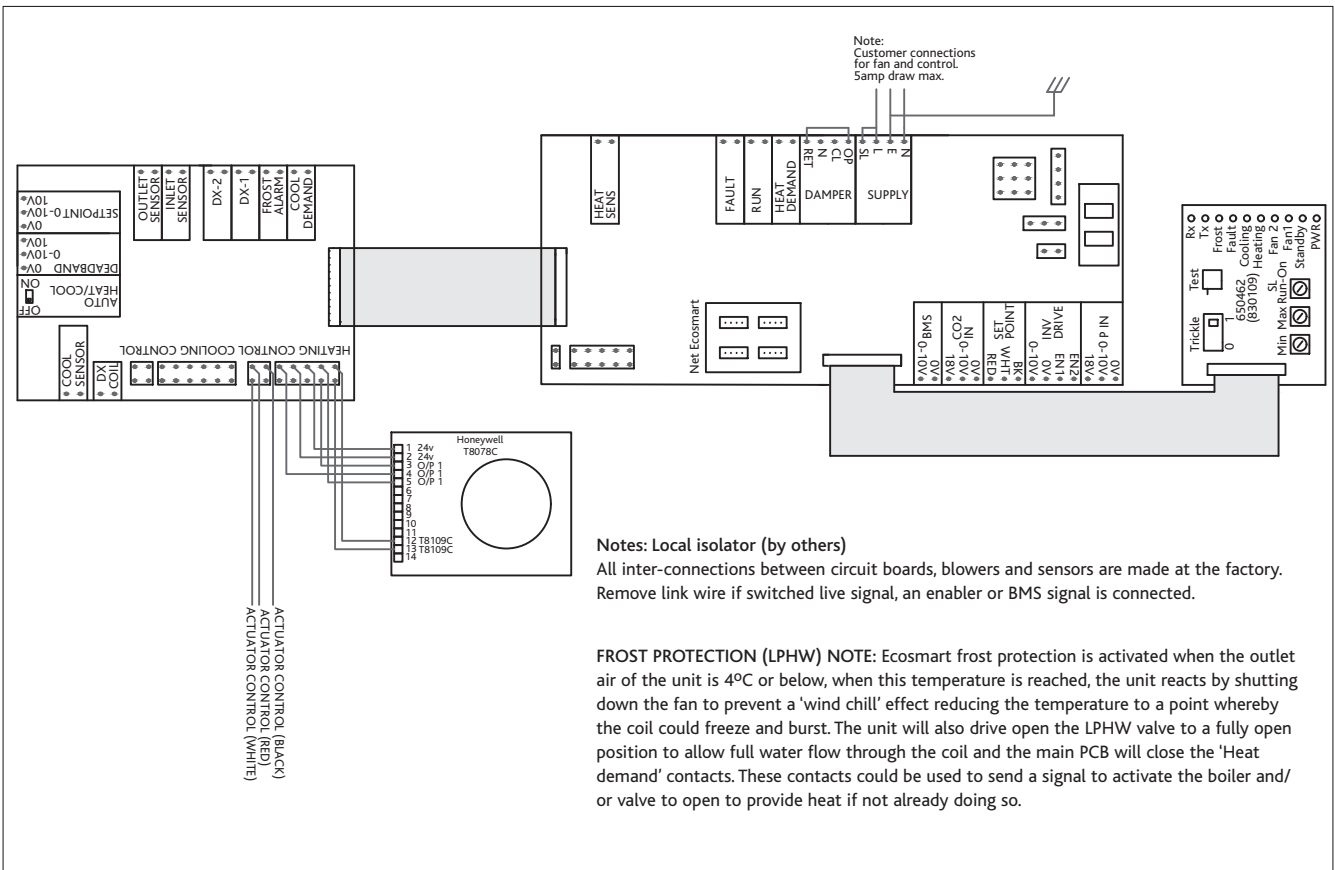 Note:
Customer connections
for fan and control.
5amp draw max.
0V 0-10V 10V
SETPOINT
0V 0-10V 10V
DEADBAND
AUTO
HEAT/COOL
ON
OFF
OUTLET
SENSOR
INLET
SENSOR
DX-2
DX-1
FROST
ALARM
COOL
DEMAND
COOL
SENSOR
DX
COIL
HEATING CONTROL
COOLING CONTROL
HEAT
SENS
FAULT
RUN
HEAT
DEMAND
RET
N
CL
OP
DAMPER
SL
L
E
N
SUPPLY
Net Ecosmart
BMS
0-10V
0V
CO2
IN
18V
0-10V
0V
SET
POINT
RED
WHT
BK
INV
DRIVE
0-10V
0V
EN1
EN2
P IN
18V
0-10V
0V
Rx
Tx
Frost
Fault
Cooling
Heating
Fan 2
Fan1
Standby
PWR
Test
Trickle
0 1
650462
(830109)
SL
Min Max Run-On
Honeywell
T8078C
1 24v
2 24v
3 O/P 1
4 O/P 1
5 O/P 1
6
7
8
9
10
11
12 T8109C
13 T8109C
14
ACTUATOR CONTROL (BLACK)
ACTUATOR CONTROL (RED)
ACTUATOR CONTROL (WHITE)
Notes: Local isolator (by others)
All inter-connections between circuit boards, blowers and sensors are made at the factory.
Remove link wire if switched live signal, an enabler or BMS signal is connected.
FROST PROTECTION (LPHW) NOTE: Ecosmart frost protection is activated when the outlet
air of the unit is 4ºC or below, when this temperature is reached, the unit reacts by shutting
down the fan to prevent a ‘wind chill’ effect reducing the temperature to a point whereby
the coil could freeze and burst. The unit will also drive open the LPHW valve to a fully open
position to allow full water flow through the coil and the main PCB will close the ‘Heat
demand’ contacts. These contacts could be used to send a signal to activate the boiler and/
or valve to open to provide heat if not already doing so.